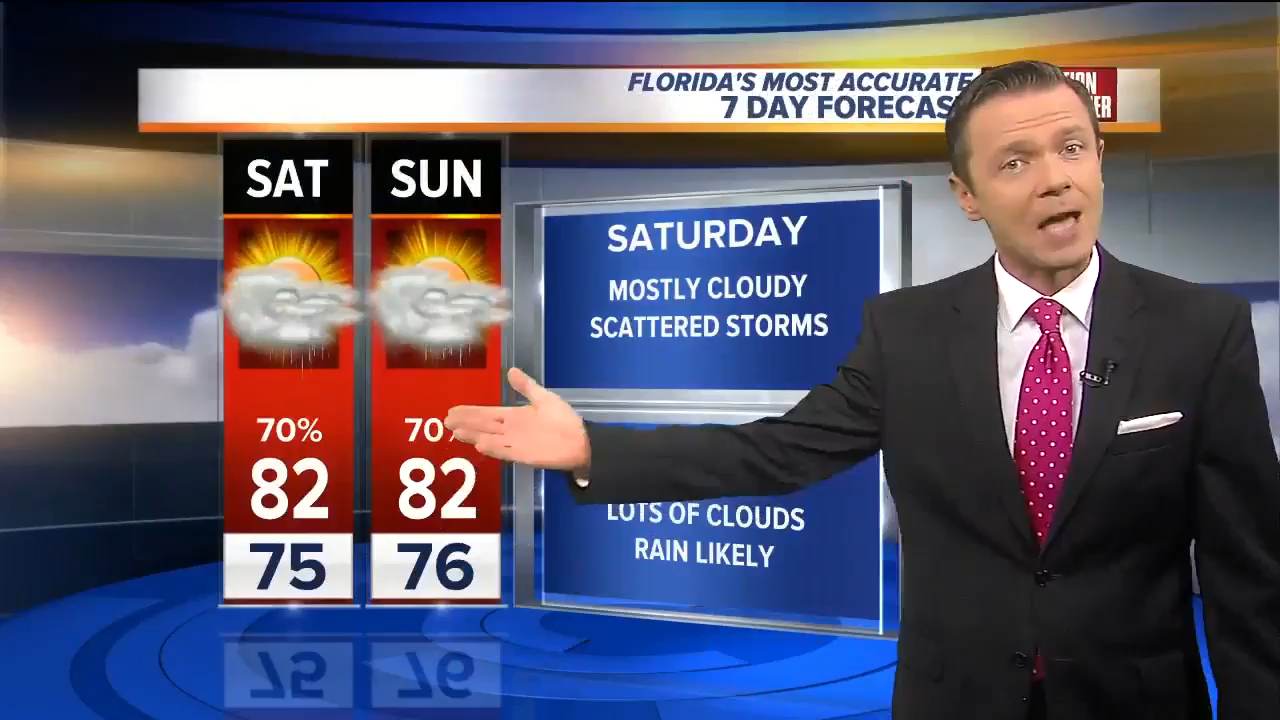 FLORIDA'S MOST ACCURATE
7 DAY FORECAS
SAT
SUN
SATURDAY
MOSTLY CLOUDY
SCATTERED STORMS
70%
70%
82
82
LOTS OF CLOUDS
RAIN LIKELY
75
76